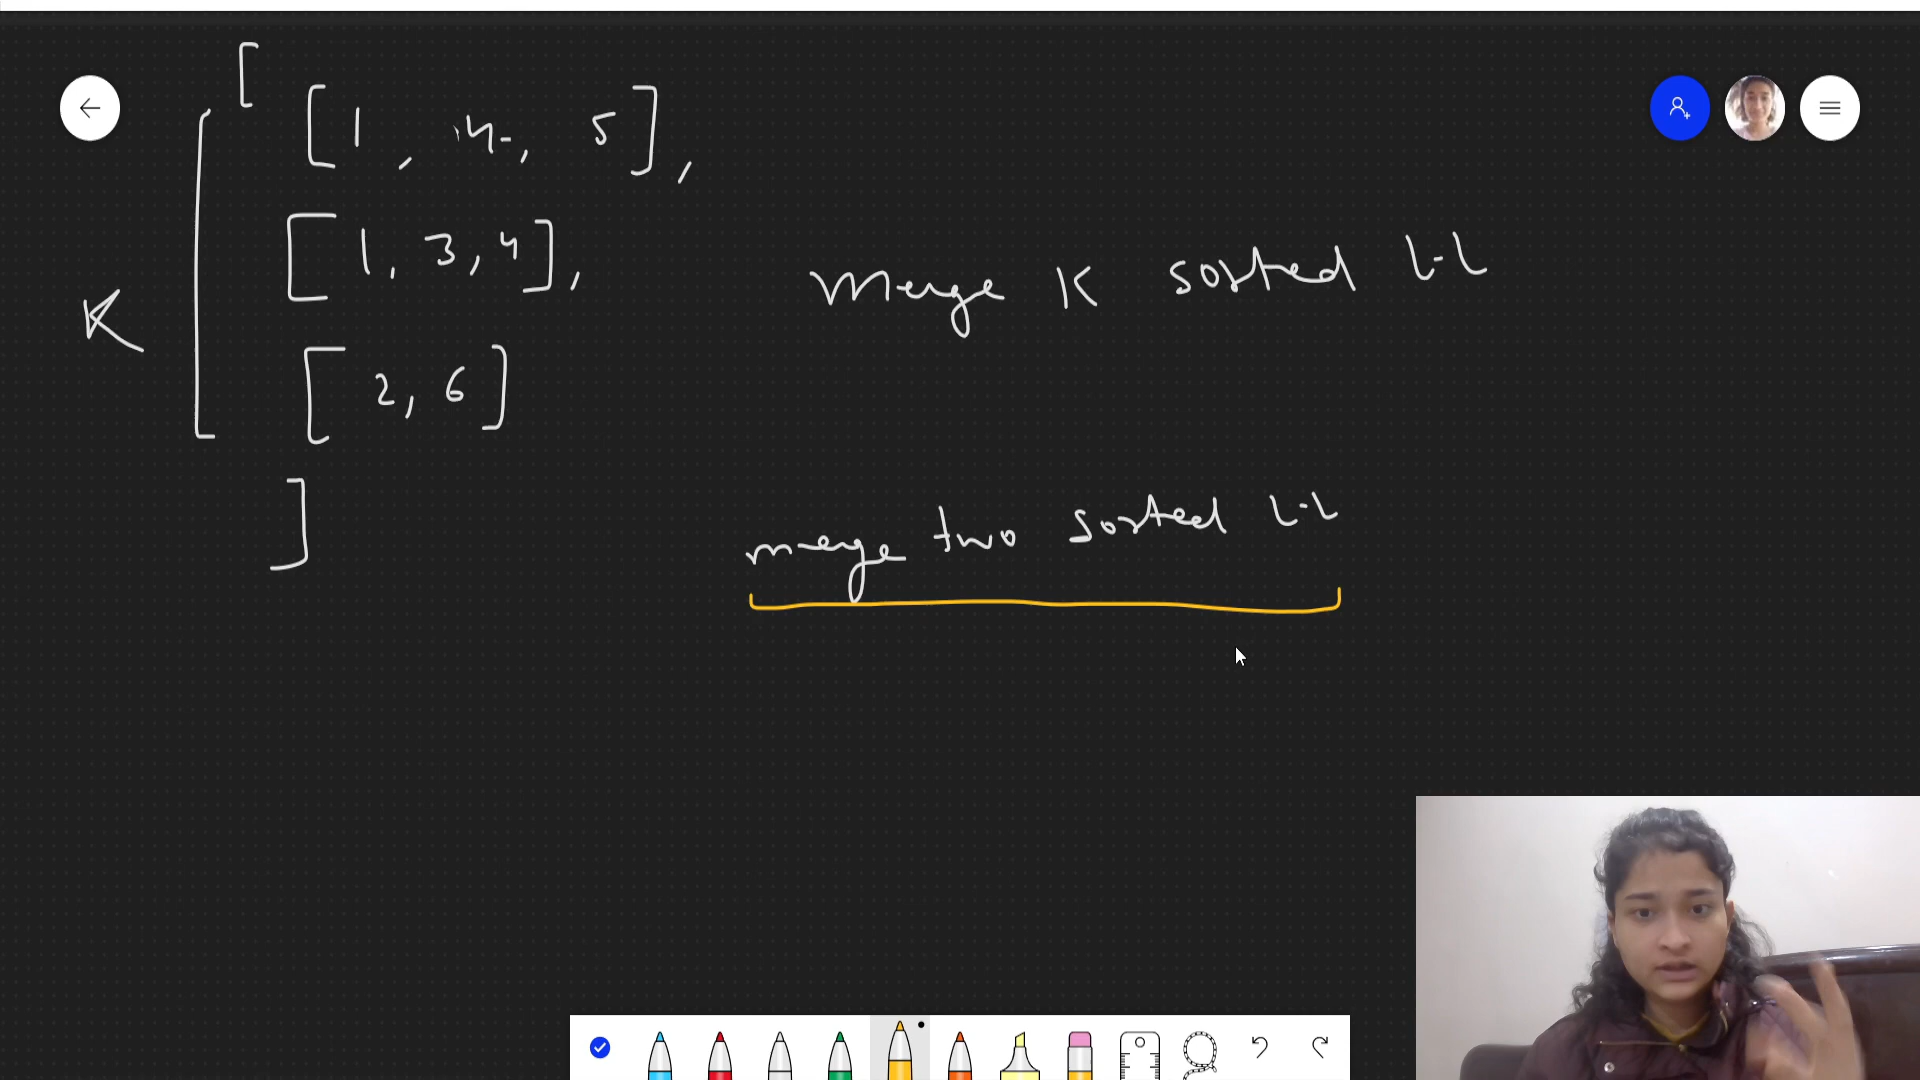 [
[1, 4, 5],
[1, 3, 4],
K
[2, 6]
]
Merge K sorted L.L
merge two sorted L.L